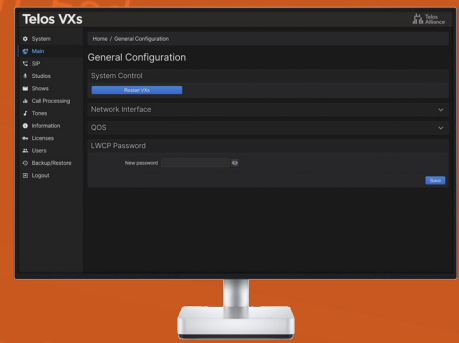 Telos VXs
Telos
Alliance
System
Main
SIP
Studios
Shows
Call Processing
Tones
Information
Licenses
Users
Backup/Restore
Logout
Home / General Configuration
General Configuration
System Control
Restart VXs
Network Interface
QOS
LWCP Password
New password
Save